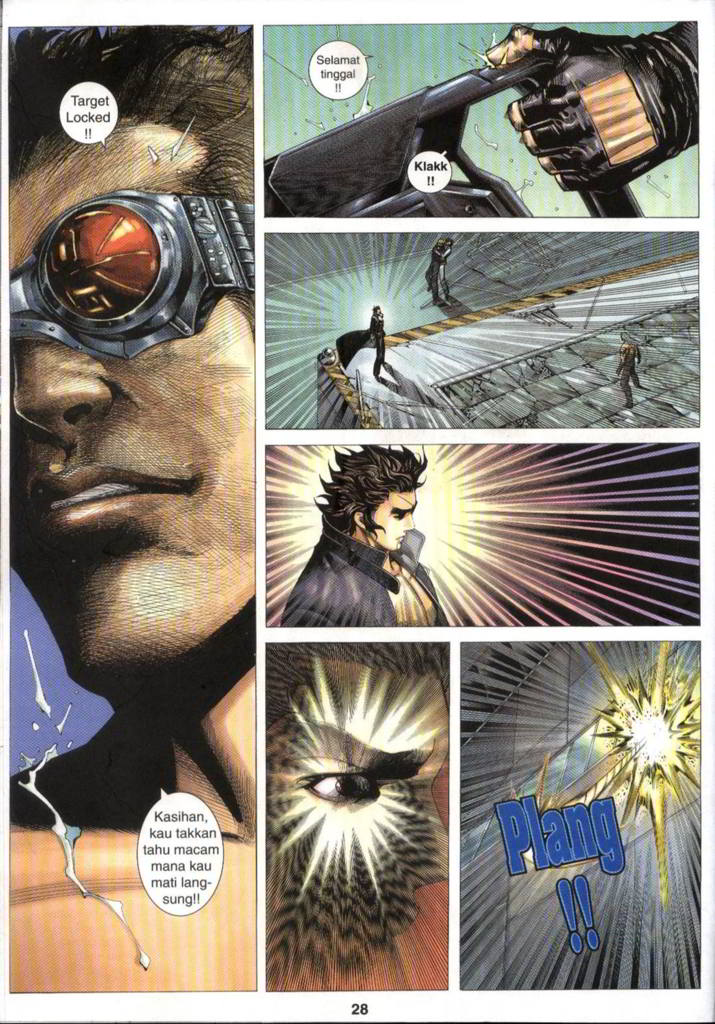 Target
Locked
!!
Kasihan,
kau takkan
tahu macam
mana kau
mati lang-
sung!!
Selamat
tinggal
!!
Klakk
!!
Plang
!!
28